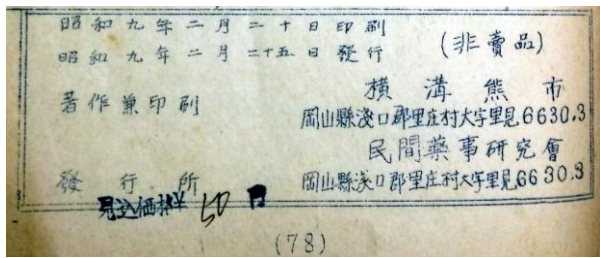 昭和九年二月二十日印刷
昭和九年二月二十五日發行
(非賣品)
著作兼印刷
橫溝熊市
岡山縣淺口郡里庄村大字里見6630.3
民間藥事研究會
發行所
岡山縣淺口郡里庄村大字里見6630.3
見込価格¥50円
(78)